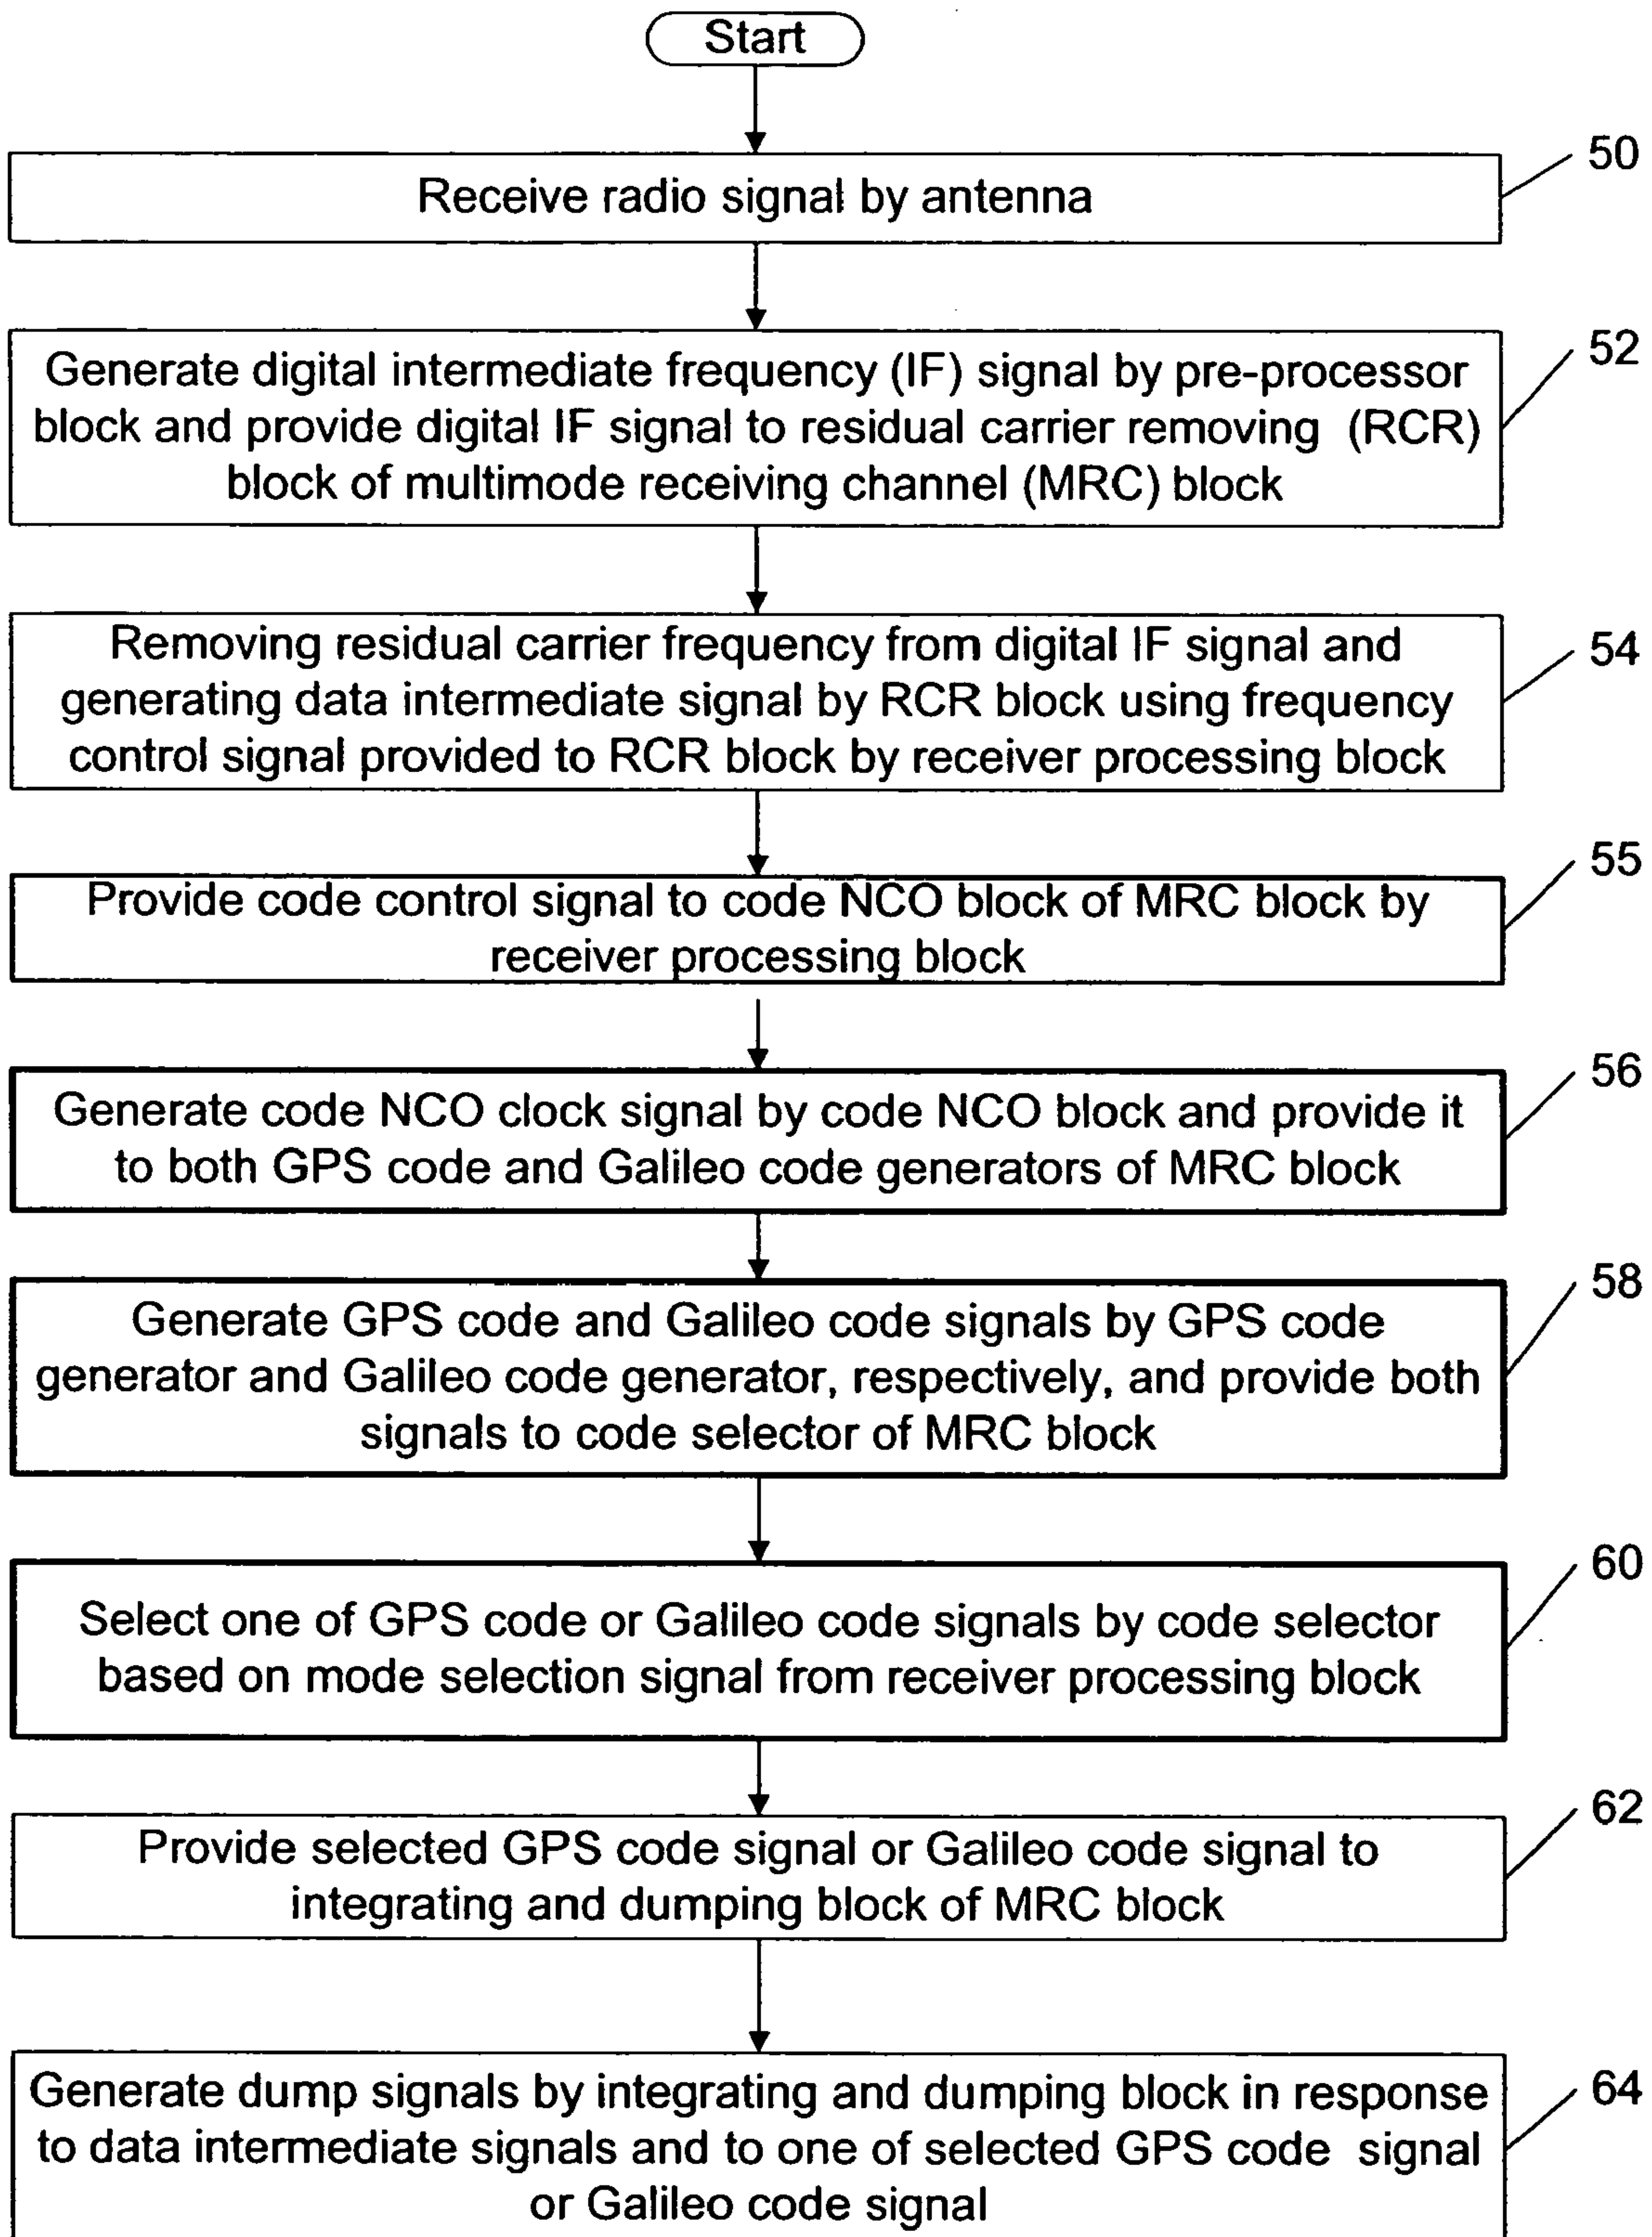 Start
50
Receive radio signal by antenna
52
Generate digital intermediate frequency (IF) signal by pre-processor
block and provide digital IF signal to residual carrier removing (RCR)
block of multimode receiving channel (MRC) block
54
Removing residual carrier frequency from digital IF signal and
generating data intermediate signal by RCR block using frequency
control signal provided to RCR block by receiver processing block
55
Provide code control signal to code NCO block of MRC block by
receiver processing block
56
Generate code NCO clock signal by code NCO block and provide it
to both GPS code and Galileo code generators of MRC block
58
Generate GPS code and Galileo code signals by GPS code
generator and Galileo code generator, respectively, and provide both
signals to code selector of MRC block
60
Select one of GPS code or Galileo code signals by code selector
based on mode selection signal from receiver processing block
62
Provide selected GPS code signal or Galileo code signal to
integrating and dumping block of MRC block
64
Generate dump signals by integrating and dumping block in response
to data intermediate signals and to one of selected GPS code signal
or Galileo code signal